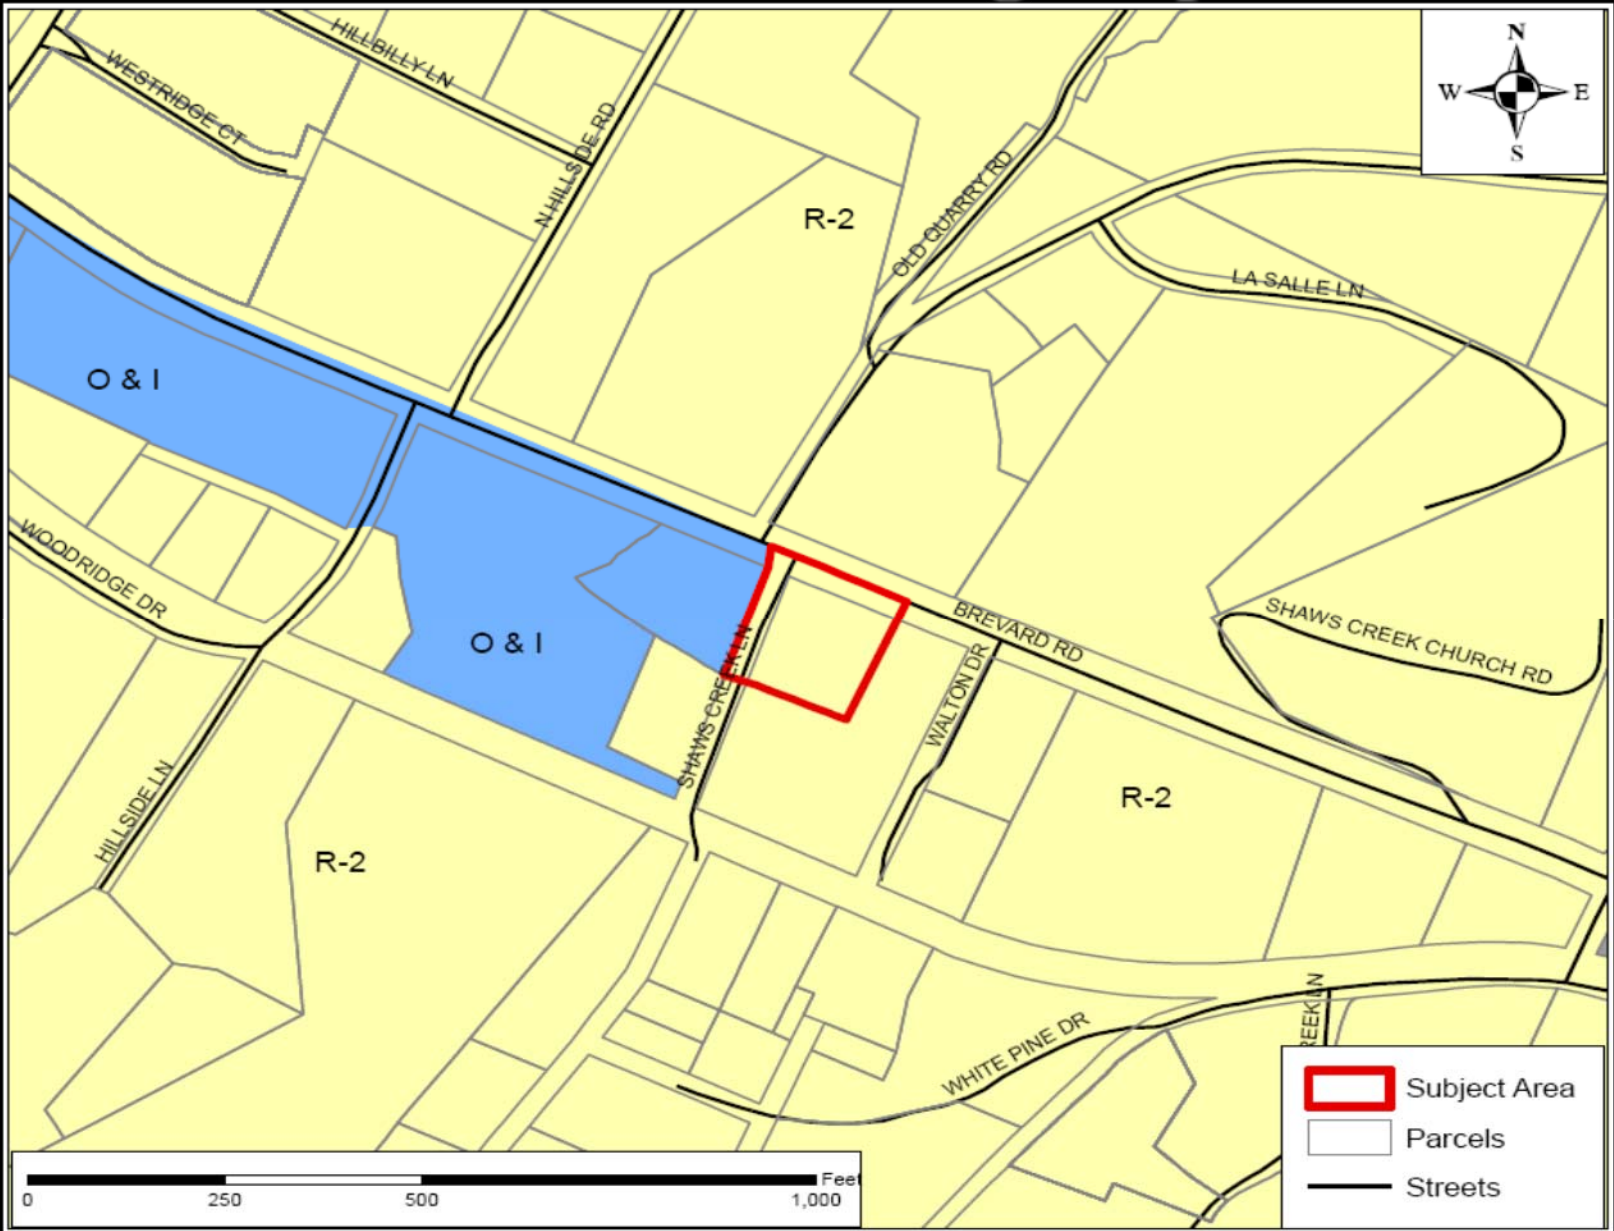 HILLBILLY LN
WESTRIDGE CT
N HILLSIDE RD
N
W E
S
R-2
OLD QUARRY RD
LA SALLE LN
O & I
WOODRIDGE DR
O & I
SHAWS CREEK LN
BREVARD RD
WALTON DR
SHAWS CREEK CHURCH RD
HILLSIDE LN
R-2
R-2
WHITE PINE DR
REEK LN
Subject Area
Parcels
Streets
Feet
0 250 500 1,000